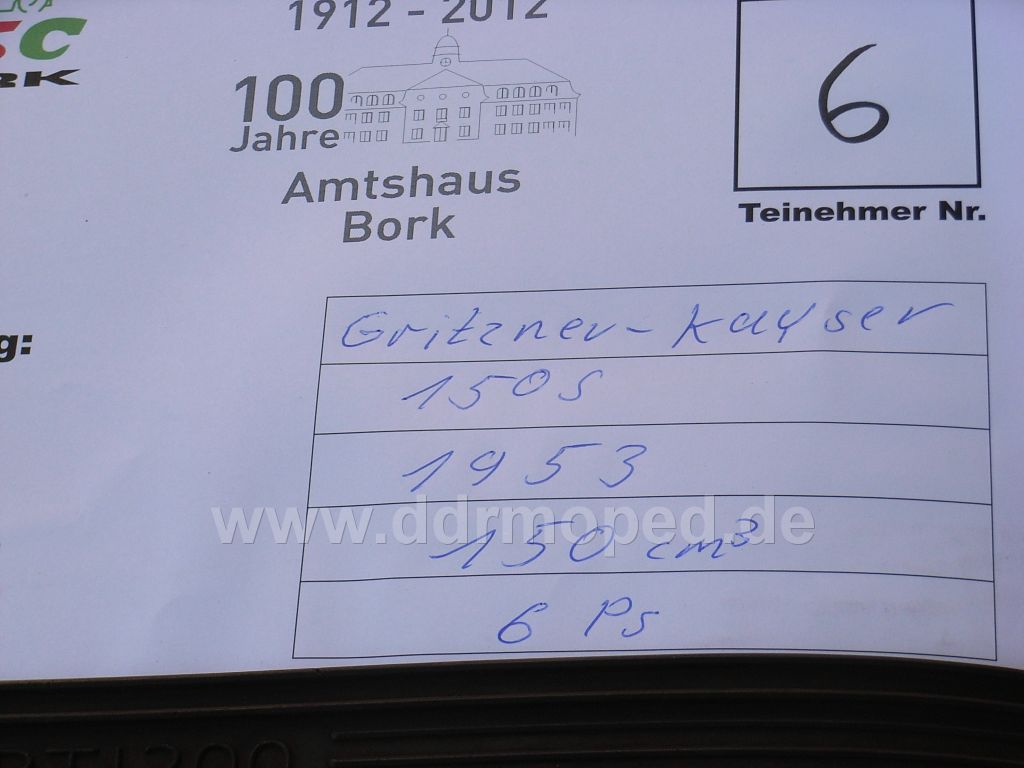 1912 - 2012
100
Jahre
Amtshaus
Bork
6
Teinehmer Nr.
g:
Gritzner-Kayser
150S
1953
www.ddrmoped.de
150 cm³
6 Ps